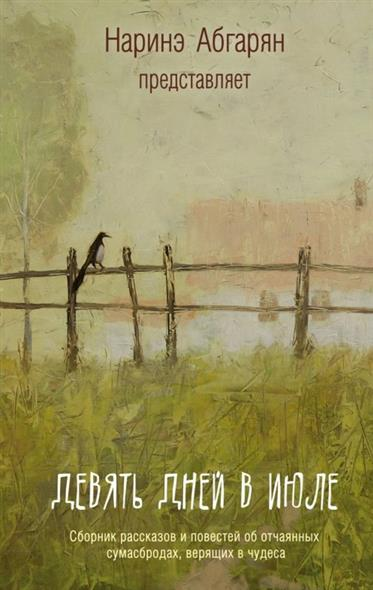 Наринэ Абгарян
представляет
ДЕВЯТЬ ДНЕЙ В ИЮЛЕ
Сборник рассказов и повестей об отчаянных
сумасбродах, верящих в чудеса